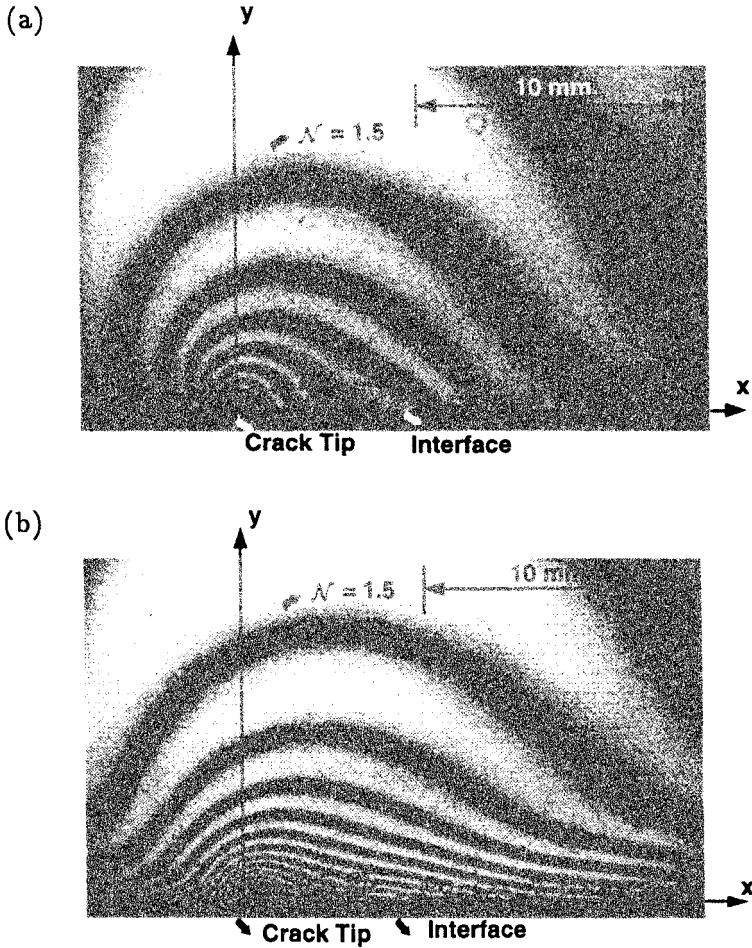 (a)
y
10 mm
𝒩 = 1.5
x
Crack Tip
Interface
(b)
y
10 mm
𝒩 = 1.5
x
Crack Tip
Interface